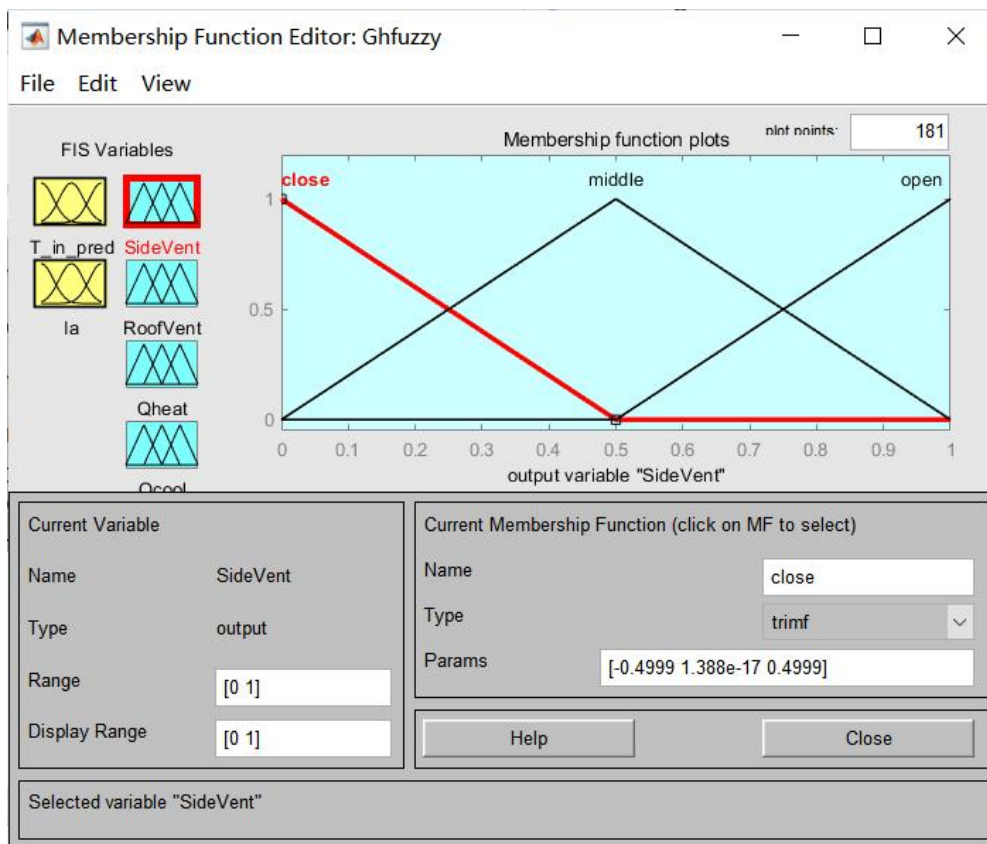 Membership Function Editor: Ghfuzzy
File Edit View
FIS Variables
T_in_pred
SideVent
Ia
RoofVent
Qheat
Qcool
Membership function plots
plot points:
181
close
middle
open
1
0.5
0
0 0.1 0.2 0.3 0.4 0.5 0.6 0.7 0.8 0.9 1
output variable "SideVent"
Current Variable
Name SideVent
Type output
Range [0 1]
Display Range [0 1]
Current Membership Function (click on MF to select)
Name close
Type trimf
Params [-0.4999 1.388e-17 0.4999]
Help
Close
Selected variable "SideVent"